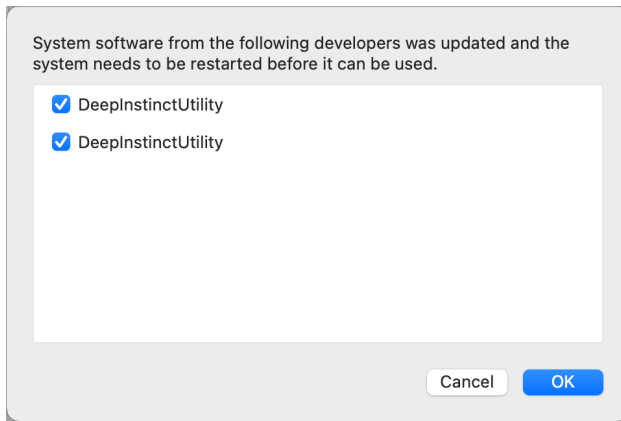 System software from the following developers was updated and the
system needs to be restarted before it can be used.
DeepInstinctUtility
DeepInstinctUtility
Cancel
OK